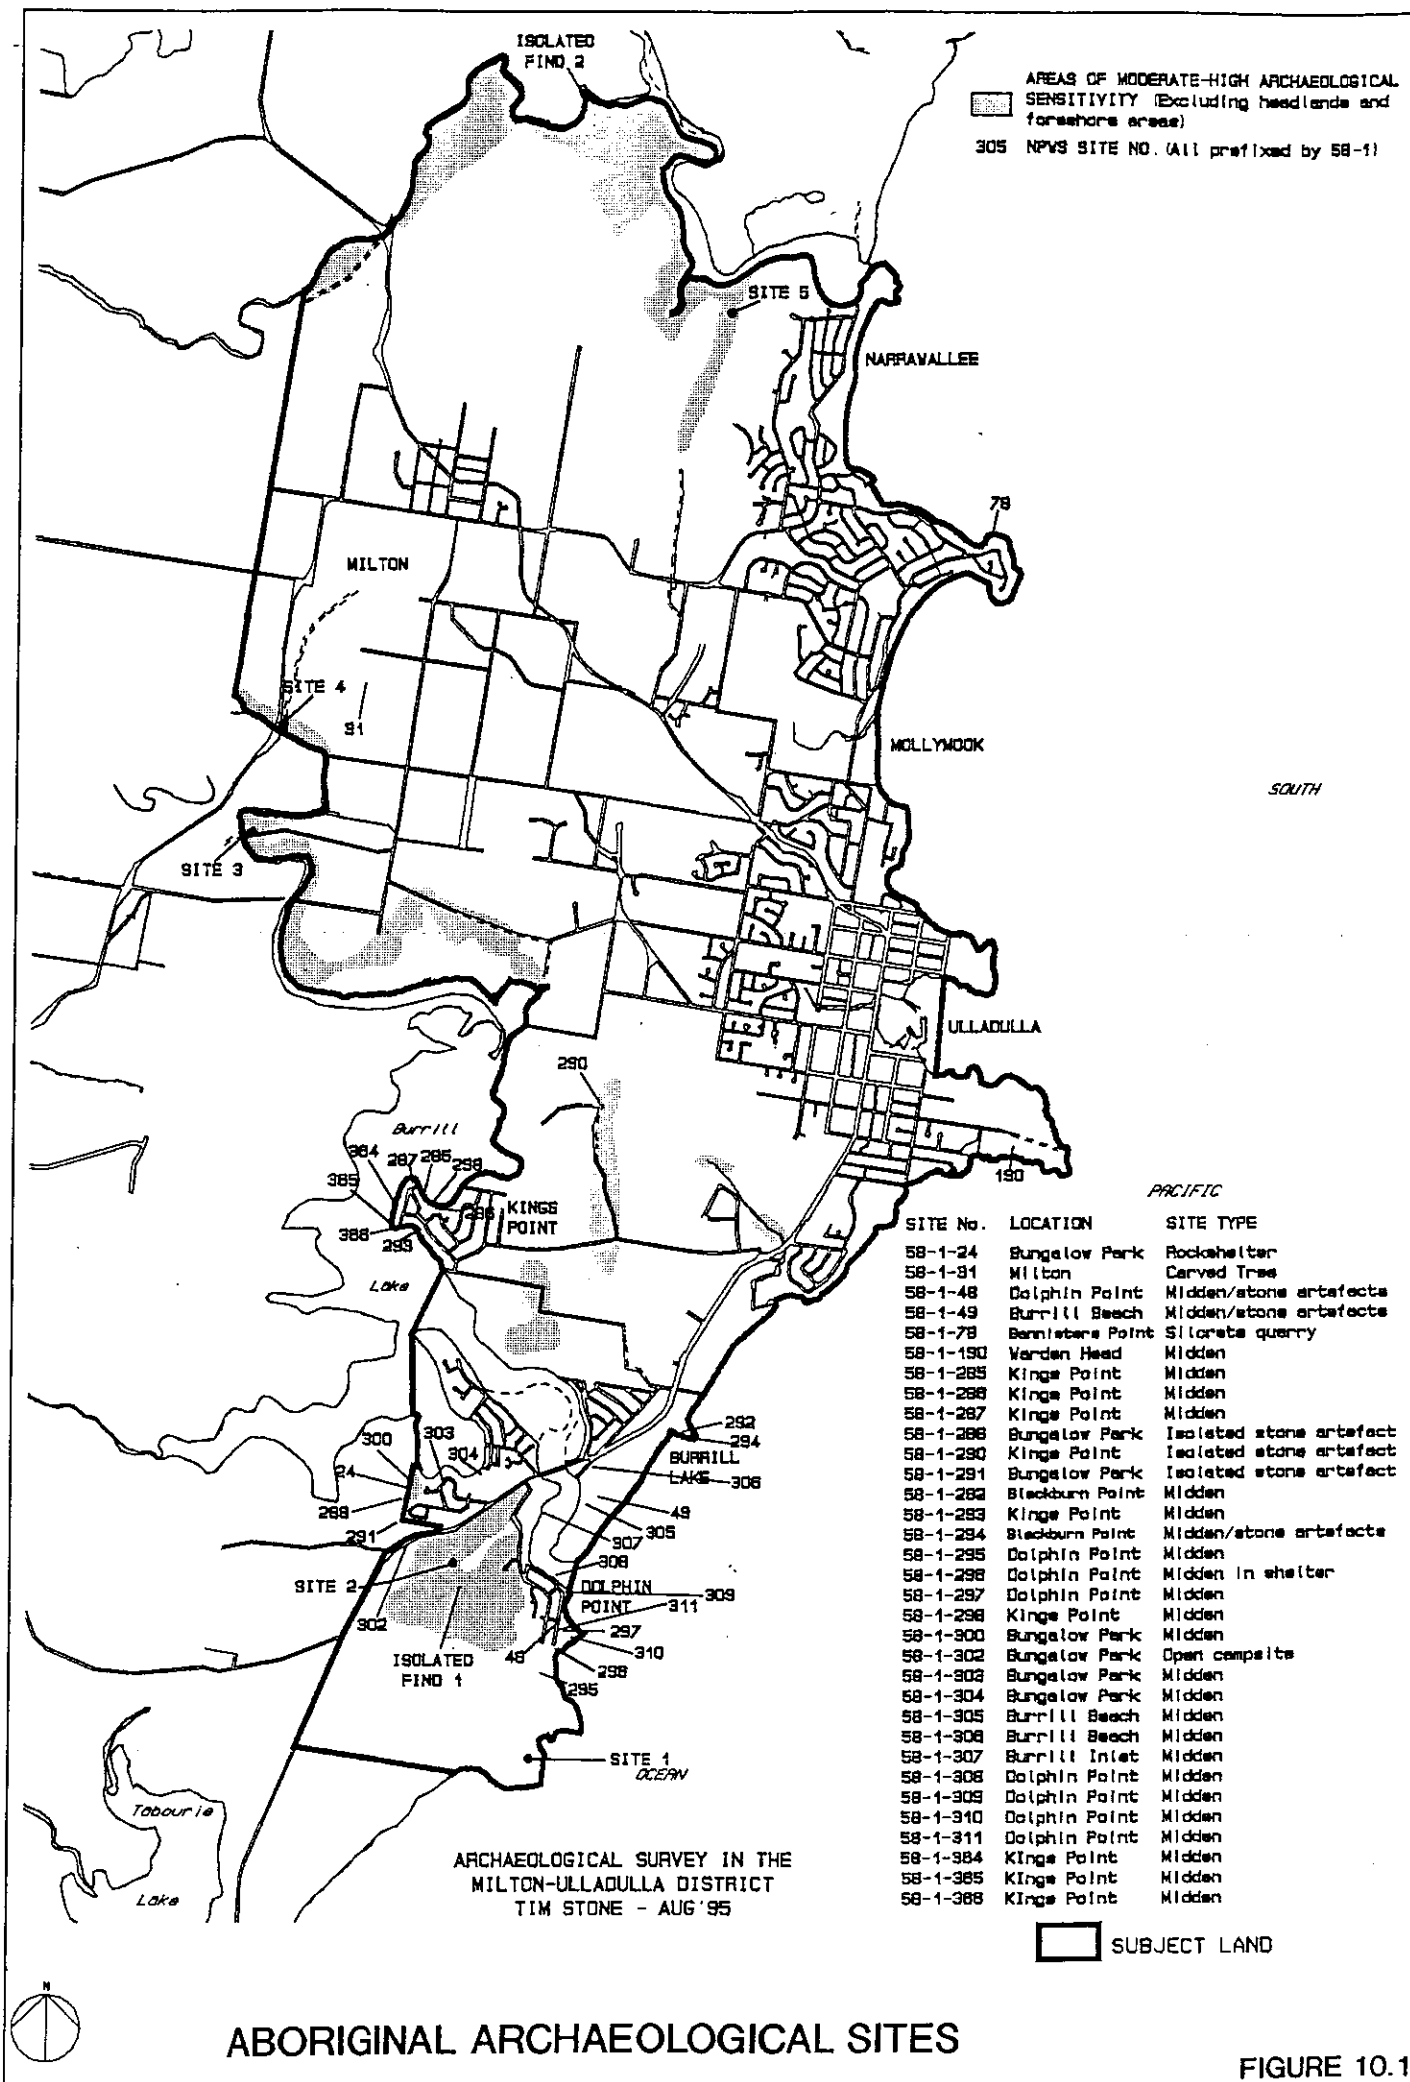 ISOLATED
FIND 2
AREAS OF MODERATE-HIGH ARCHAEOLOGICAL
SENSITIVITY (Excluding headlands and
foreshore areas)
305 NPWS SITE NO. (All prefixed by 58-1)
SITE 5
NARRAWALLEE
78
MILTON
SITE 4
31
MOLLYMOOK
SOUTH
SITE 3
ULLADULLA
290
Burrill
364
287 285 298
385
286
KINGS
POINT
388
293
190
PACIFIC
Lake
SITE No. LOCATION SITE TYPE
58-1-24 Bungalow Park Rockshelter
58-1-31 Milton Carved Tree
58-1-48 Dolphin Point Midden/stone artefacts
58-1-49 Burrill Beach Midden/stone artefacts
58-1-78 Bannisters Point Silcrete quarry
58-1-190 Warden Head Midden
58-1-285 Kings Point Midden
58-1-286 Kings Point Midden
58-1-287 Kings Point Midden
58-1-288 Bungalow Park Isolated stone artefact
58-1-290 Kings Point Isolated stone artefact
58-1-291 Bungalow Park Isolated stone artefact
58-1-292 Blackburn Point Midden
58-1-293 Kings Point Midden
58-1-294 Blackburn Point Midden/stone artefacts
58-1-295 Dolphin Point Midden
58-1-296 Dolphin Point Midden in shelter
58-1-297 Dolphin Point Midden
58-1-298 Kings Point Midden
58-1-300 Bungalow Park Midden
58-1-302 Bungalow Park Open campsite
58-1-303 Bungalow Park Midden
58-1-304 Bungalow Park Midden
58-1-305 Burrill Beach Midden
58-1-306 Burrill Beach Midden
58-1-307 Burrill Inlet Midden
58-1-308 Dolphin Point Midden
58-1-309 Dolphin Point Midden
58-1-310 Dolphin Point Midden
58-1-311 Dolphin Point Midden
58-1-364 Kings Point Midden
58-1-365 Kings Point Midden
58-1-366 Kings Point Midden
292
294
300
303
304
BURRILL
LAKE
306
24
49
288
305
291
307
308
SITE 2
DOLPHIN
POINT
309
311
302
297
ISOLATED
FIND 1
48
310
296
295
SITE 1
OCEAN
Tabourie
Lake
ARCHAEOLOGICAL SURVEY IN THE
MILTON-ULLADULLA DISTRICT
TIM STONE - AUG'95
SUBJECT LAND
N
ABORIGINAL ARCHAEOLOGICAL SITES
FIGURE 10.1